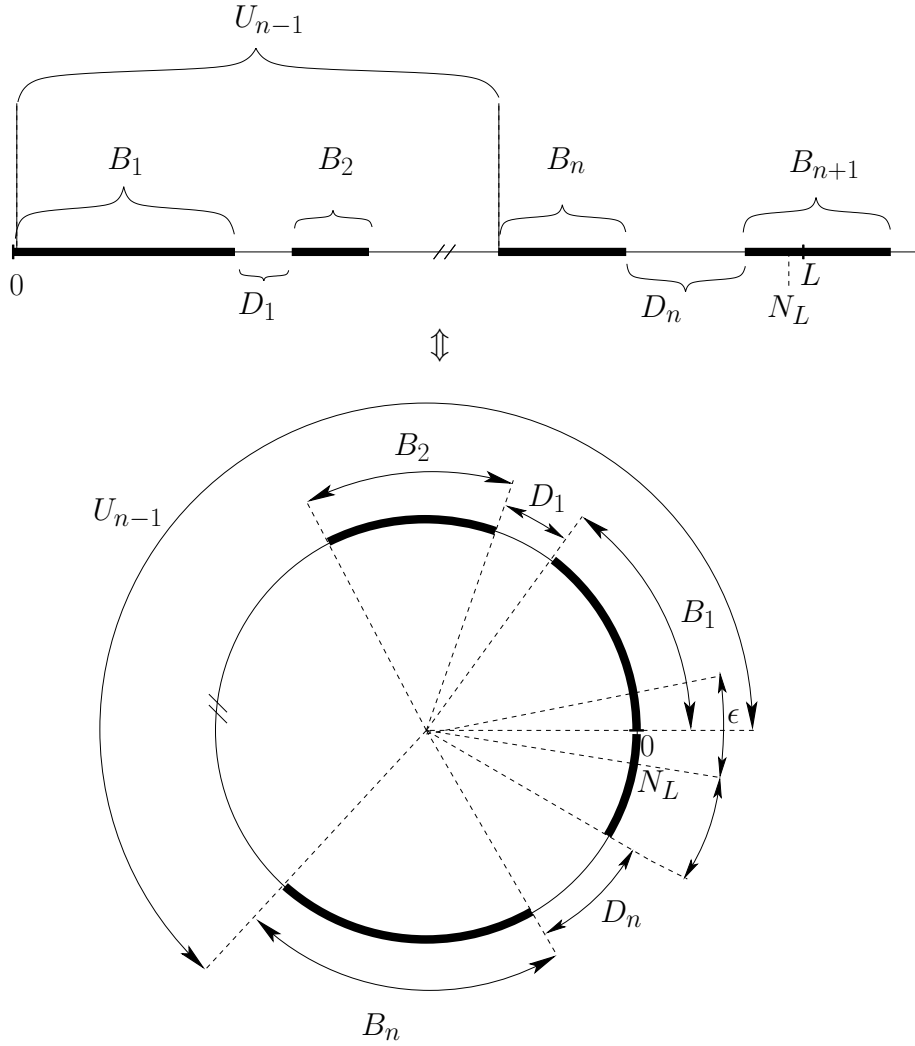 U_{n-1}
B_1 B_2 B_n B_{n+1}
0 D_1 D_n N_L L
⇕
B_2
D_1
U_{n-1}
B_1
ϵ
0
N_L
D_n
B_n